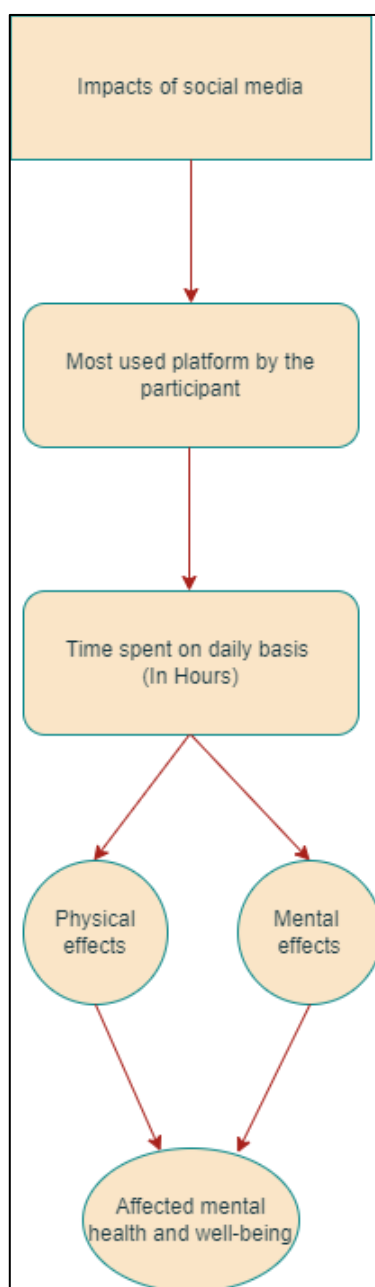 Impacts of social media
Most used platform by the
participant
Time spent on daily basis
(In Hours)
Physical
effects
Mental
effects
Affected mental
health and well-being